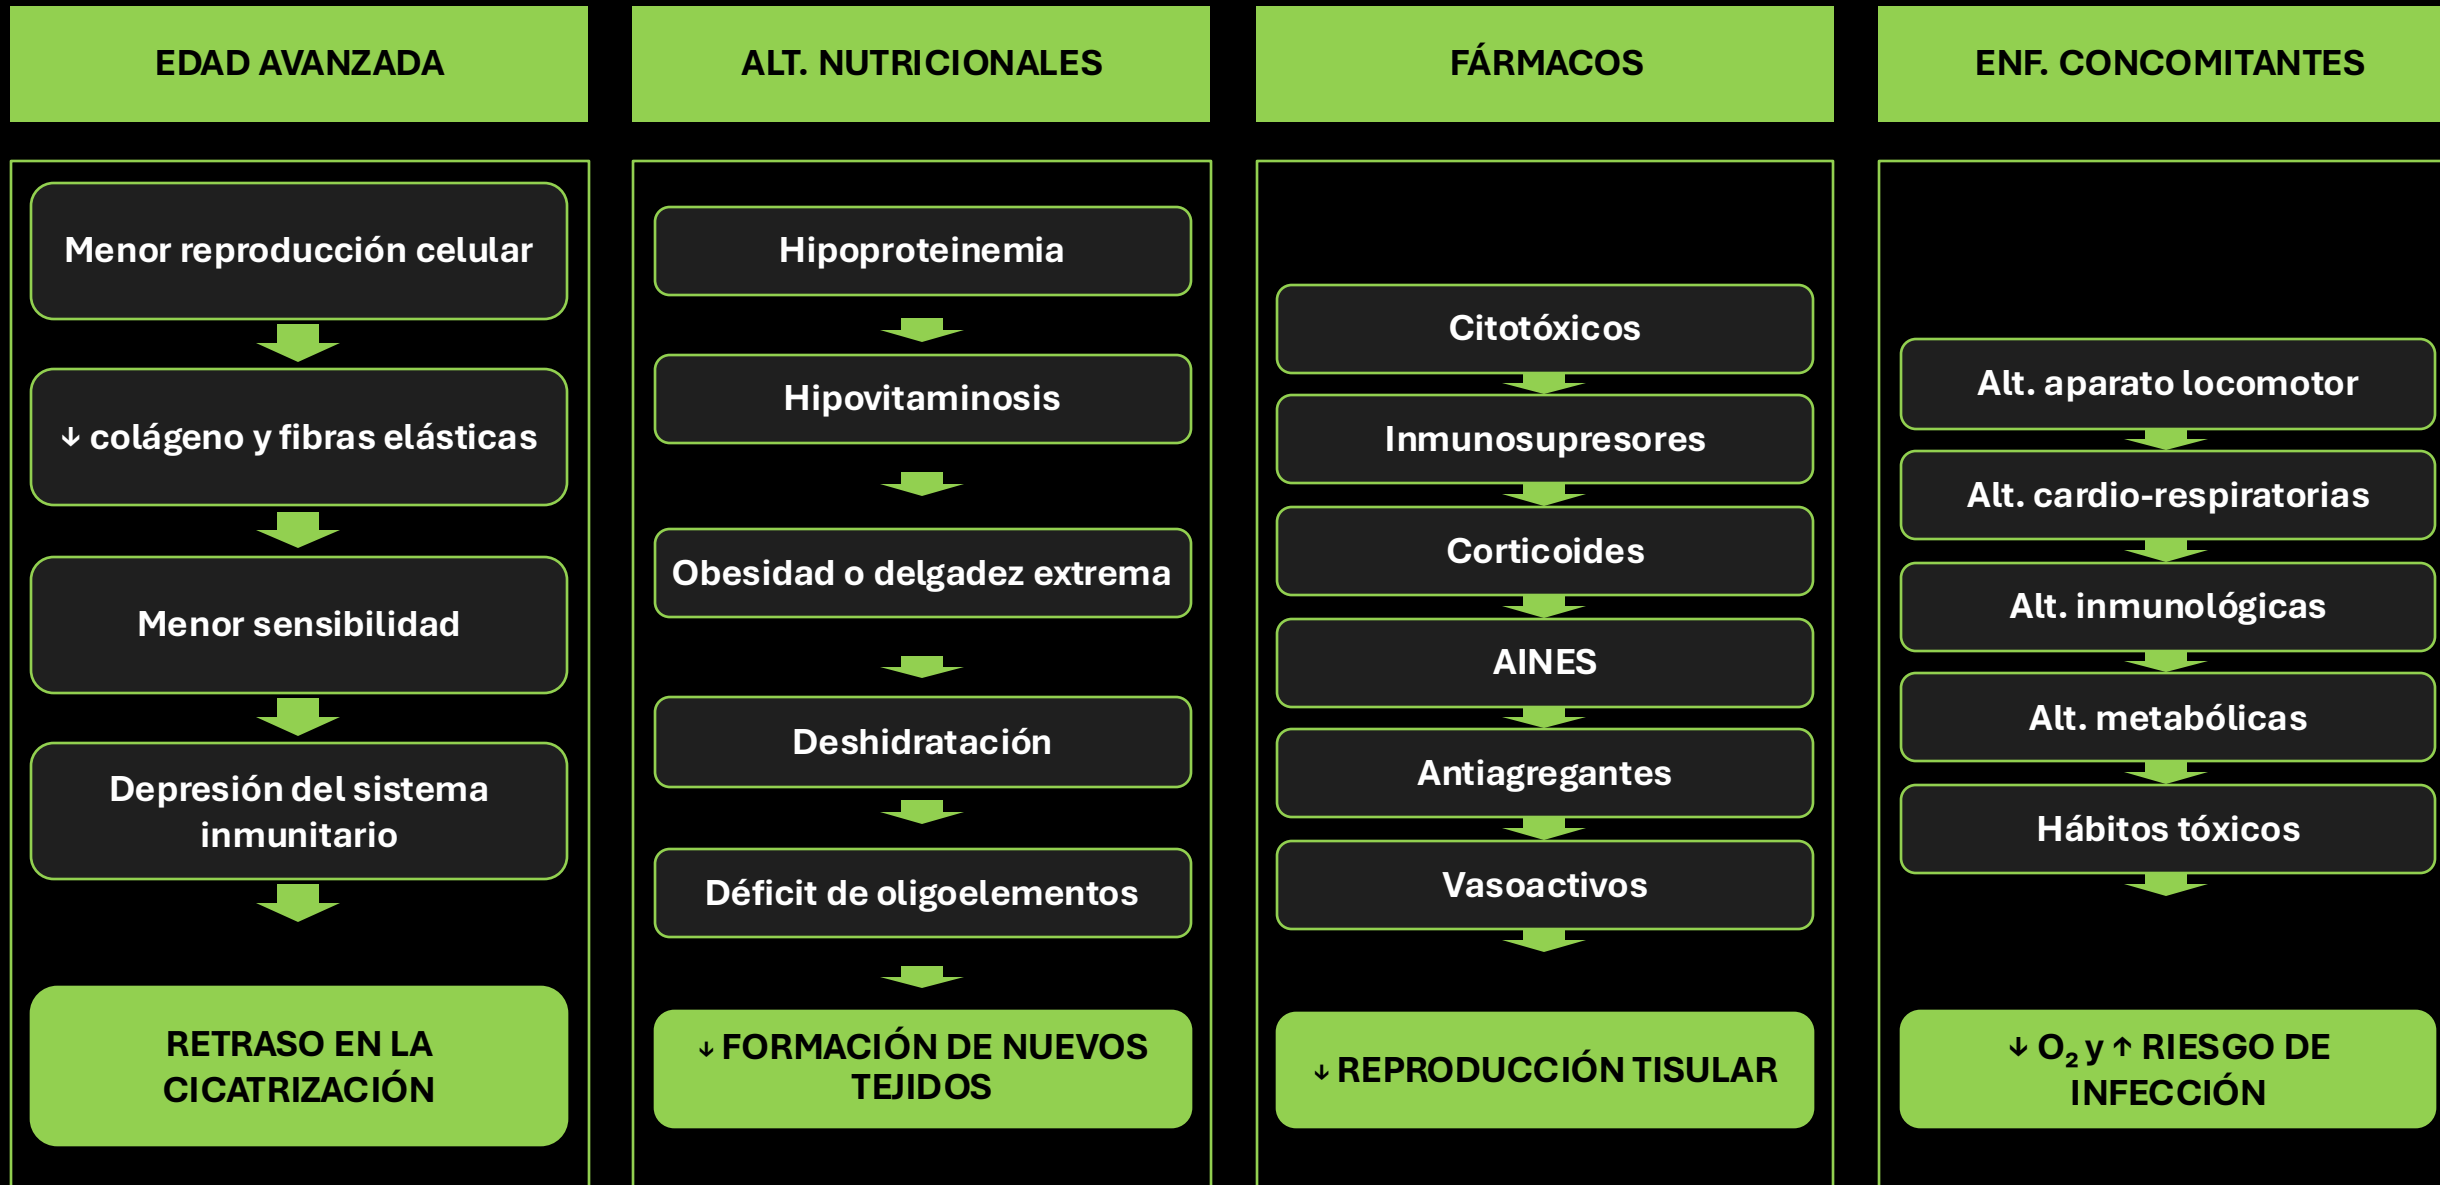 EDAD AVANZADA
Menor reproducción celular
↓ colágeno y fibras elásticas
Menor sensibilidad
Depresión del sistema
inmunitario
RETRASO EN LA
CICATRIZACIÓN
ALT. NUTRICIONALES
Hipoproteinemia
Hipovitaminosis
Obesidad o delgadez extrema
Deshidratación
Déficit de oligoelementos
↓ FORMACIÓN DE NUEVOS
TEJIDOS
FÁRMACOS
Citotóxicos
Inmunosupresores
Corticoides
AINES
Antiagregantes
Vasoactivos
↓ REPRODUCCIÓN TISULAR
ENF. CONCOMITANTES
Alt. aparato locomotor
Alt. cardio-respiratorias
Alt. inmunológicas
Alt. metabólicas
Hábitos tóxicos
↓ O₂ y ↑ RIESGO DE
INFECCIÓN